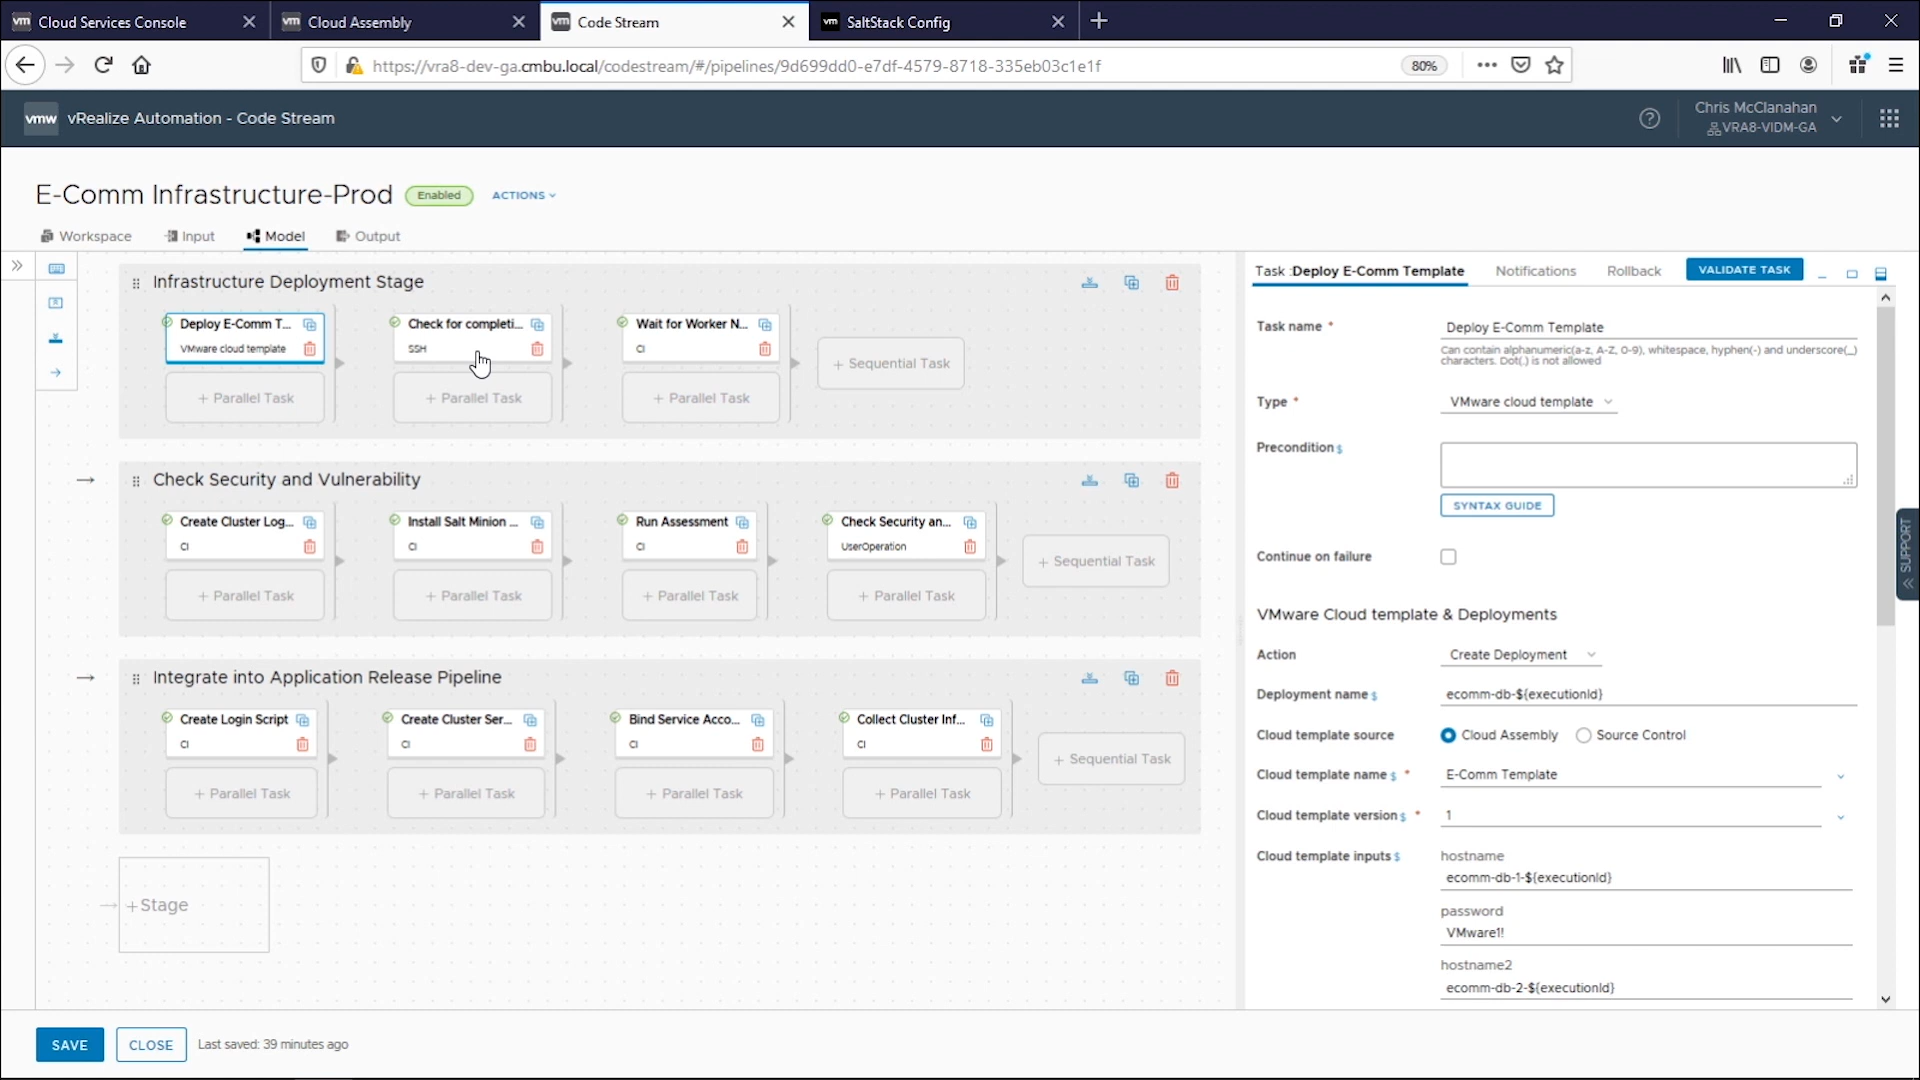 vm Cloud Services Console
vm Cloud Assembly
vm Code Stream
vm SaltStack Config
https://vra8-dev-ga.cmbu.local/codestream/#/pipelines/9d699dd0-e7df-4579-8718-335eb03c1e1f
80%
vmw vRealize Automation - Code Stream
Chris McClanahan
VRA8-VIDM-GA
E-Comm Infrastructure-Prod Enabled ACTIONS
Workspace Input Model Output
Infrastructure Deployment Stage
Deploy E-Comm T...
VMware cloud template
+ Parallel Task
Check for completi...
SSH
+ Parallel Task
Wait for Worker N...
CI
+ Parallel Task
+ Sequential Task
Check Security and Vulnerability
Create Cluster Log...
CI
+ Parallel Task
Install Salt Minion ...
CI
+ Parallel Task
Run Assessment
CI
+ Parallel Task
Check Security an...
UserOperation
+ Parallel Task
+ Sequential Task
Integrate into Application Release Pipeline
Create Login Script
CI
+ Parallel Task
Create Cluster Ser...
CI
+ Parallel Task
Bind Service Acco...
CI
+ Parallel Task
Collect Cluster Inf...
CI
+ Parallel Task
+ Sequential Task
+Stage
Task :Deploy E-Comm Template Notifications Rollback VALIDATE TASK
Task name * Deploy E-Comm Template
Can contain alphanumeric(a-z, A-Z, 0-9), whitespace, hyphen(-) and underscore(_)
characters. Dot(.) is not allowed
Type * VMware cloud template
Precondition $
SYNTAX GUIDE
Continue on failure
VMware Cloud template & Deployments
Action Create Deployment
Deployment name $ ecomm-db-${executionId}
Cloud template source Cloud Assembly Source Control
Cloud template name $ * E-Comm Template
Cloud template version $ * 1
Cloud template inputs $ hostname
ecomm-db-1-${executionId}
password
VMware1!
hostname2
ecomm-db-2-${executionId}
SUPPORT
SAVE CLOSE Last saved: 39 minutes ago